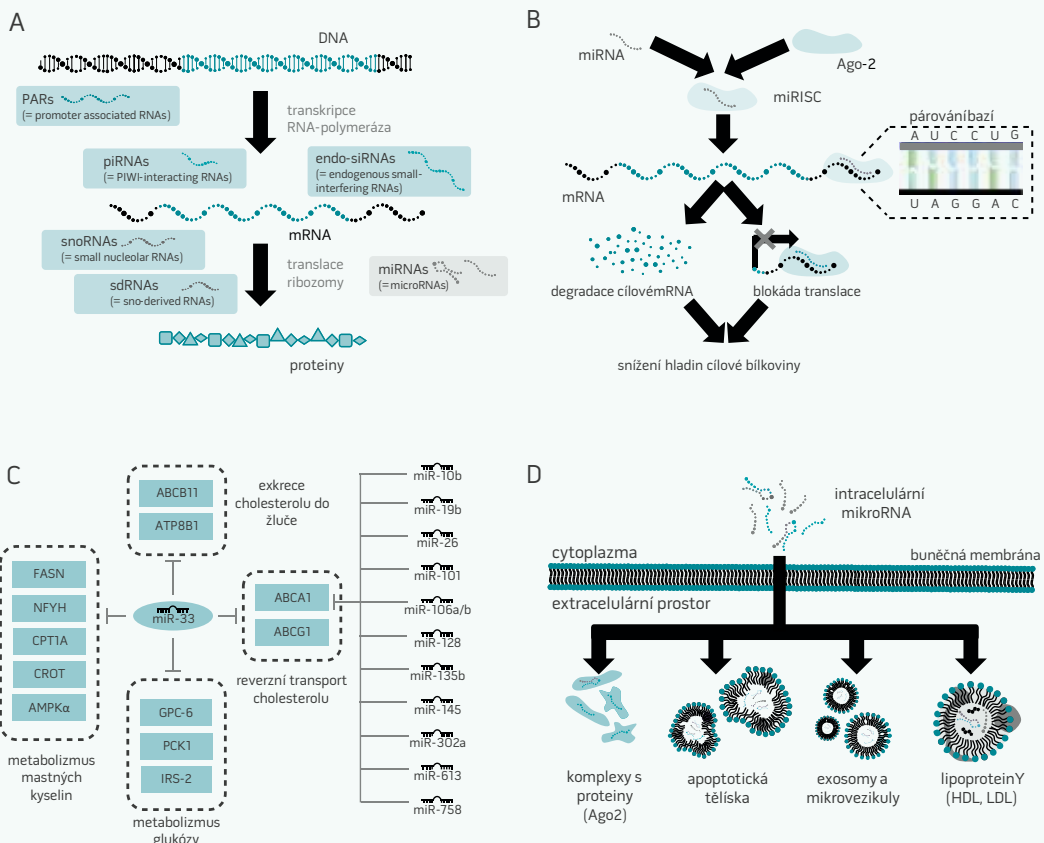 A
DNA
PARs
(= promoter associated RNAs)
transkripce
RNA-polymeráza
piRNAs
(= PIWI-interacting RNAs)
endo-siRNAs
(= endogenous small-
interfering RNAs)
mRNA
snoRNAs
(= small nucleolar RNAs)
translace
ribozomy
miRNAs
(= microRNAs)
sdRNAs
(= sno-derived RNAs)
proteiny
B
miRNA
Ago-2
miRISC
párování bazí
A U C C U G
U A G G A C
mRNA
degradace cílovémRNA
blokáda translace
snížení hladin cílové bílkoviny
C
ABCB11
ATP8B1
exkrece
cholesterolu do
žluče
FASN
NFYH
CPT1A
CROT
AMPKα
metabolizmus
mastných
kyselin
miR-33
ABCA1
ABCG1
reverzní transport
cholesterolu
GPC-6
PCK1
IRS-2
metabolizmus
glukózy
miR-10b
miR-19b
miR-26
miR-101
miR-106a/b
miR-128
miR-135b
miR-145
miR-302a
miR-613
miR-758
D
intracelulární
mikroRNA
cytoplazma
buněčná membrána
extracelulární prostor
komplexy s
proteiny
(Ago2)
apoptotická
tělíska
exosomy a
mikrovezikuly
lipoproteinY
(HDL, LDL)